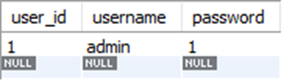 user_id username password
1 admin 1
NULL NULL NULL